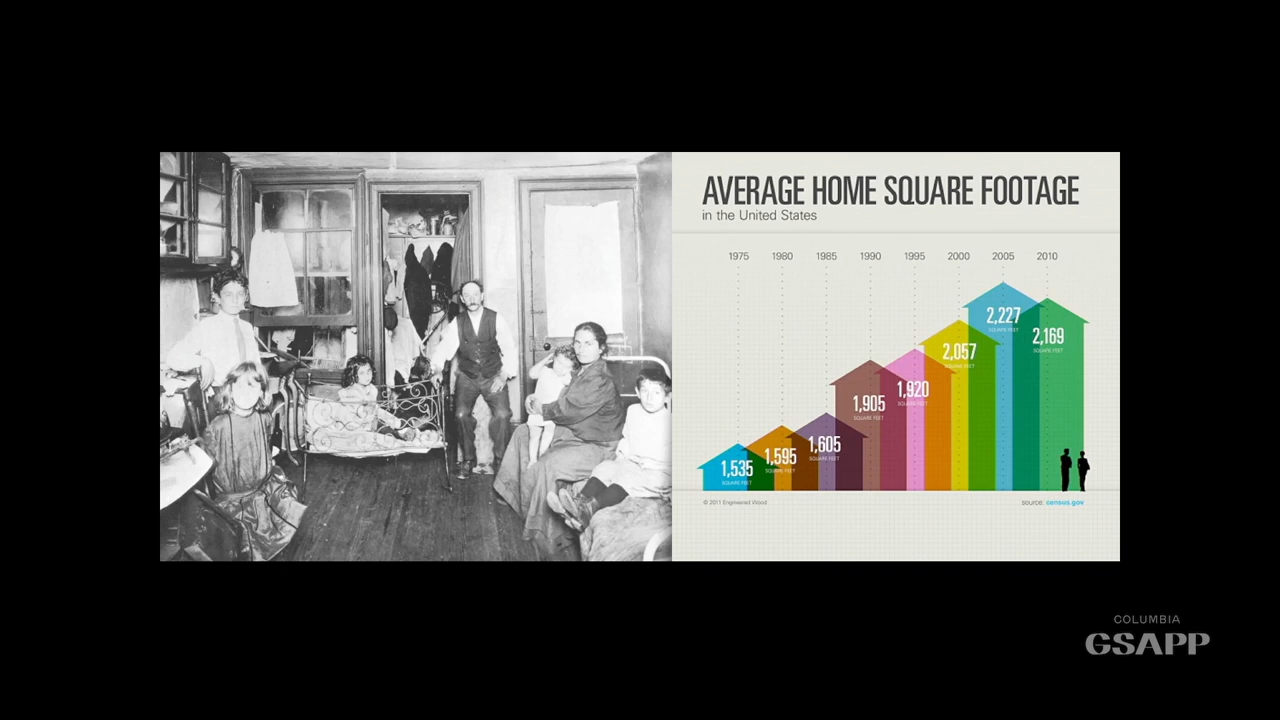 AVERAGE HOME SQUARE FOOTAGE
in the United States
1975 1980 1985 1990 1995 2000 2005 2010
2,227
SQUARE FEET
2,169
SQUARE FEET
2,057
SQUARE FEET
1,920
SQUARE FEET
1,905
SQUARE FEET
1,605
SQUARE FEET
1,595
SQUARE FEET
1,535
SQUARE FEET
© 2011 Engineered Wood
source: census.gov
COLUMBIA
GSAPP